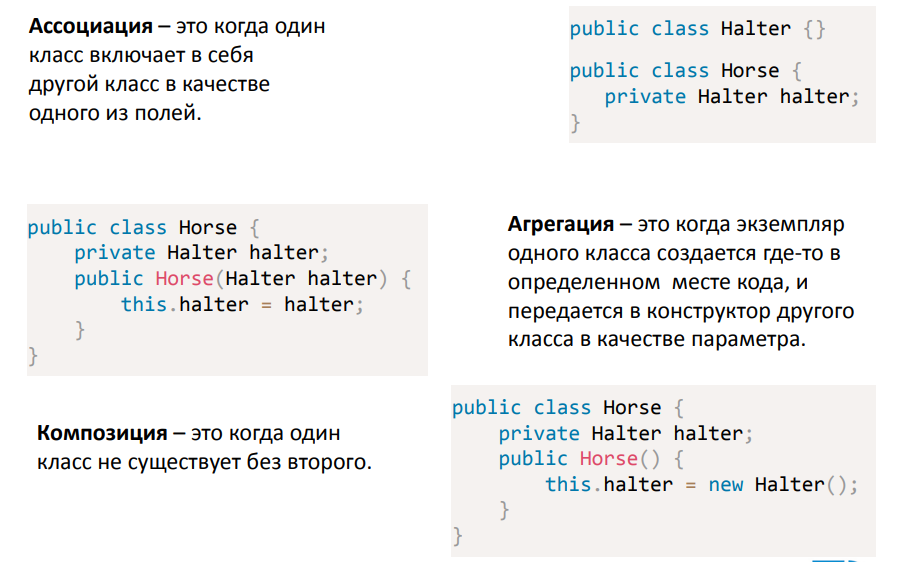 Ассоциация – это когда один
класс включает в себя
другой класс в качестве
одного из полей.
public class Halter {}
public class Horse {
private Halter halter;
}
public class Horse {
private Halter halter;
public Horse(Halter halter) {
this.halter = halter;
}
}
Агрегация – это когда экземпляр
одного класса создается где-то в
определенном  месте кода, и
передается в конструктор другого
класса в качестве параметра.
Композиция – это когда один
класс не существует без второго.
public class Horse {
private Halter halter;
public Horse() {
this.halter = new Halter();
}
}